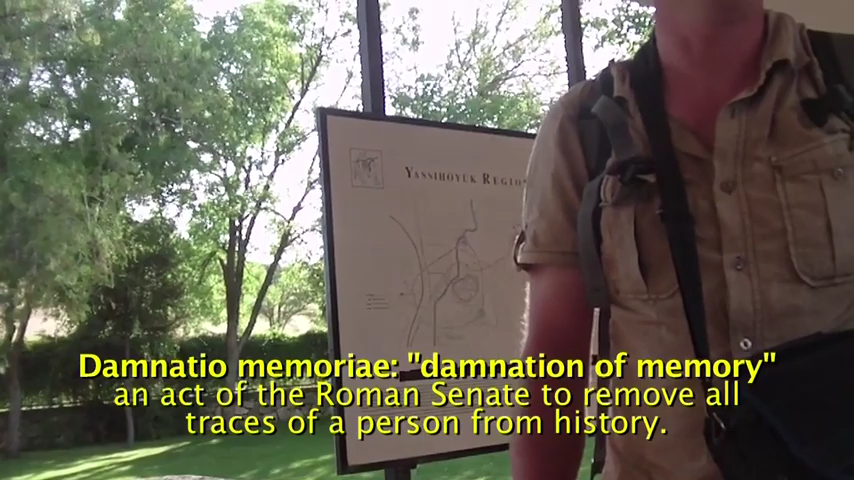 YASSIHOYUK REGION
Damnatio memoriae: "damnation of memory"
an act of the Roman Senate to remove all
traces of a person from history.